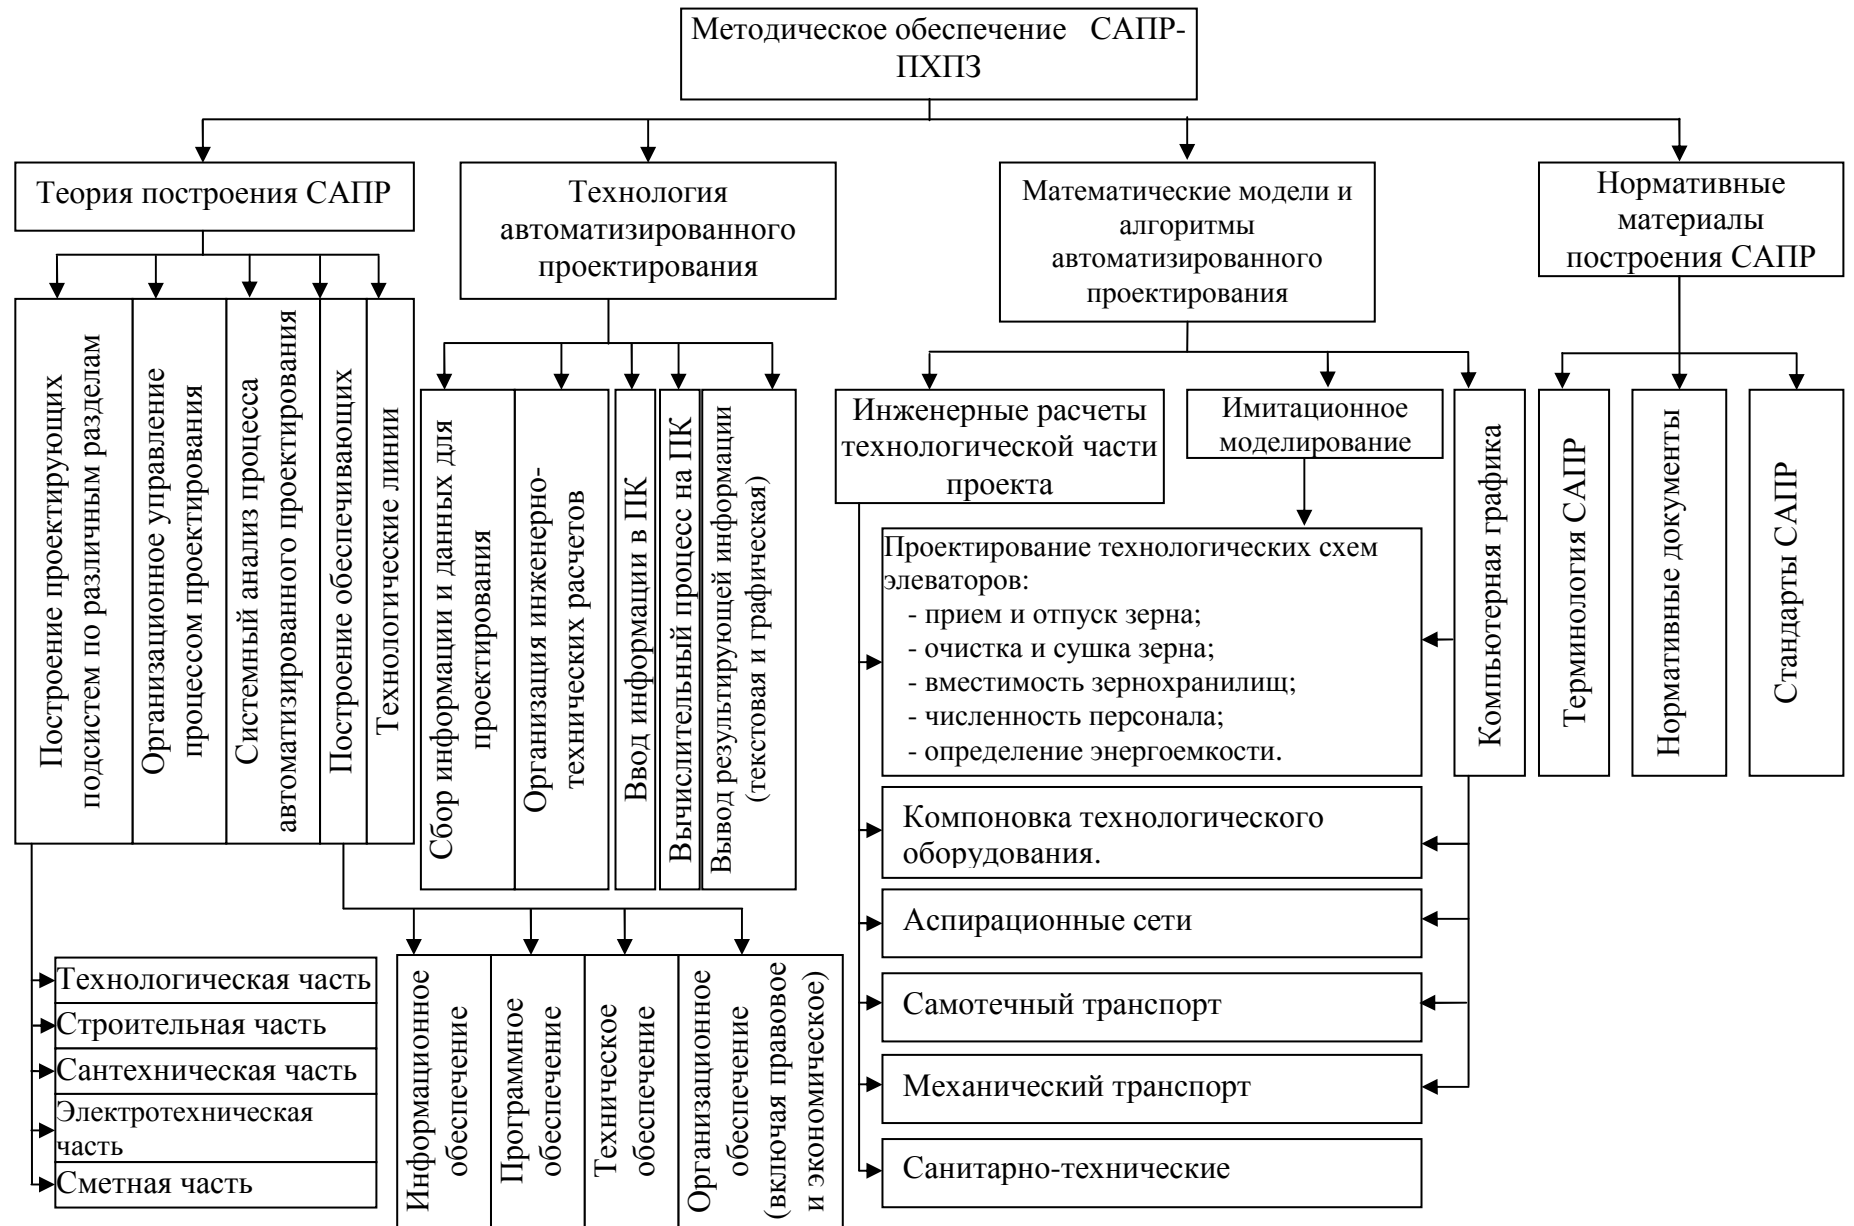 Методическое обеспечение САПР-
ПХПЗ
Теория построения САПР
Технология
автоматизированного
проектирования
Математические модели и
алгоритмы
автоматизированного
проектирования
Нормативные
материалы
построения САПР
Построение проектирующих
подсистем по различным разделам
Организационное управление
процессом проектирования
Системный анализ процесса
автоматизированного проектирования
Построение обеспечивающих
Технологические линии
Сбор информации и данных для
проектирования
Организация инженерно-
технических расчетов
Ввод информации в ПК
Вычислительный процесс на ПК
Вывод результирующей информации
(текстовая и графическая)
Инженерные расчеты
технологической части
проекта
Имитационное
моделирование
Компьютерная графика
Терминология САПР
Нормативные документы
Стандарты САПР
Проектирование технологических схем
элеваторов:
- прием и отпуск зерна;
- очистка и сушка зерна;
- вместимость зернохранилищ;
- численность персонала;
- определение энергоемкости.
Компоновка технологического
оборудования.
Аспирационные сети
Самотечный транспорт
Механический транспорт
Санитарно-технические
Технологическая часть
Строительная часть
Сантехническая часть
Электротехническая
часть
Сметная часть
Информационное
обеспечение
Программное
обеспечение
Техническое
обеспечение
Организационное
обеспечение
(включая правовое
и экономическое)